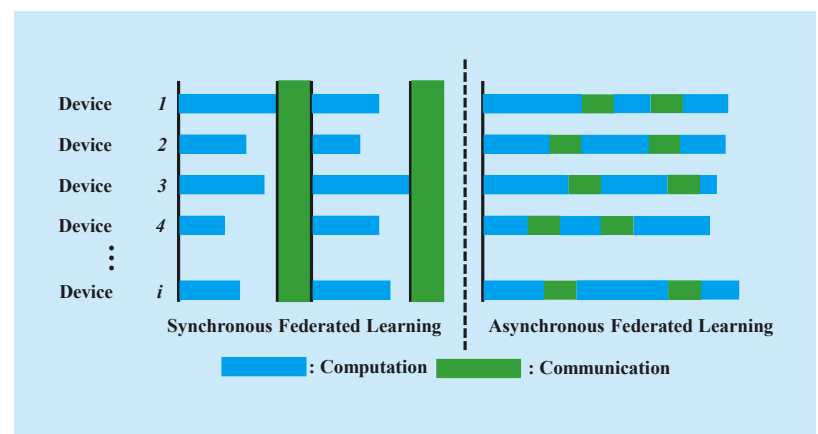 Device 1
Device 2
Device 3
Device 4
⋮
Device i
Synchronous Federated Learning
Asynchronous Federated Learning
: Computation
: Communication